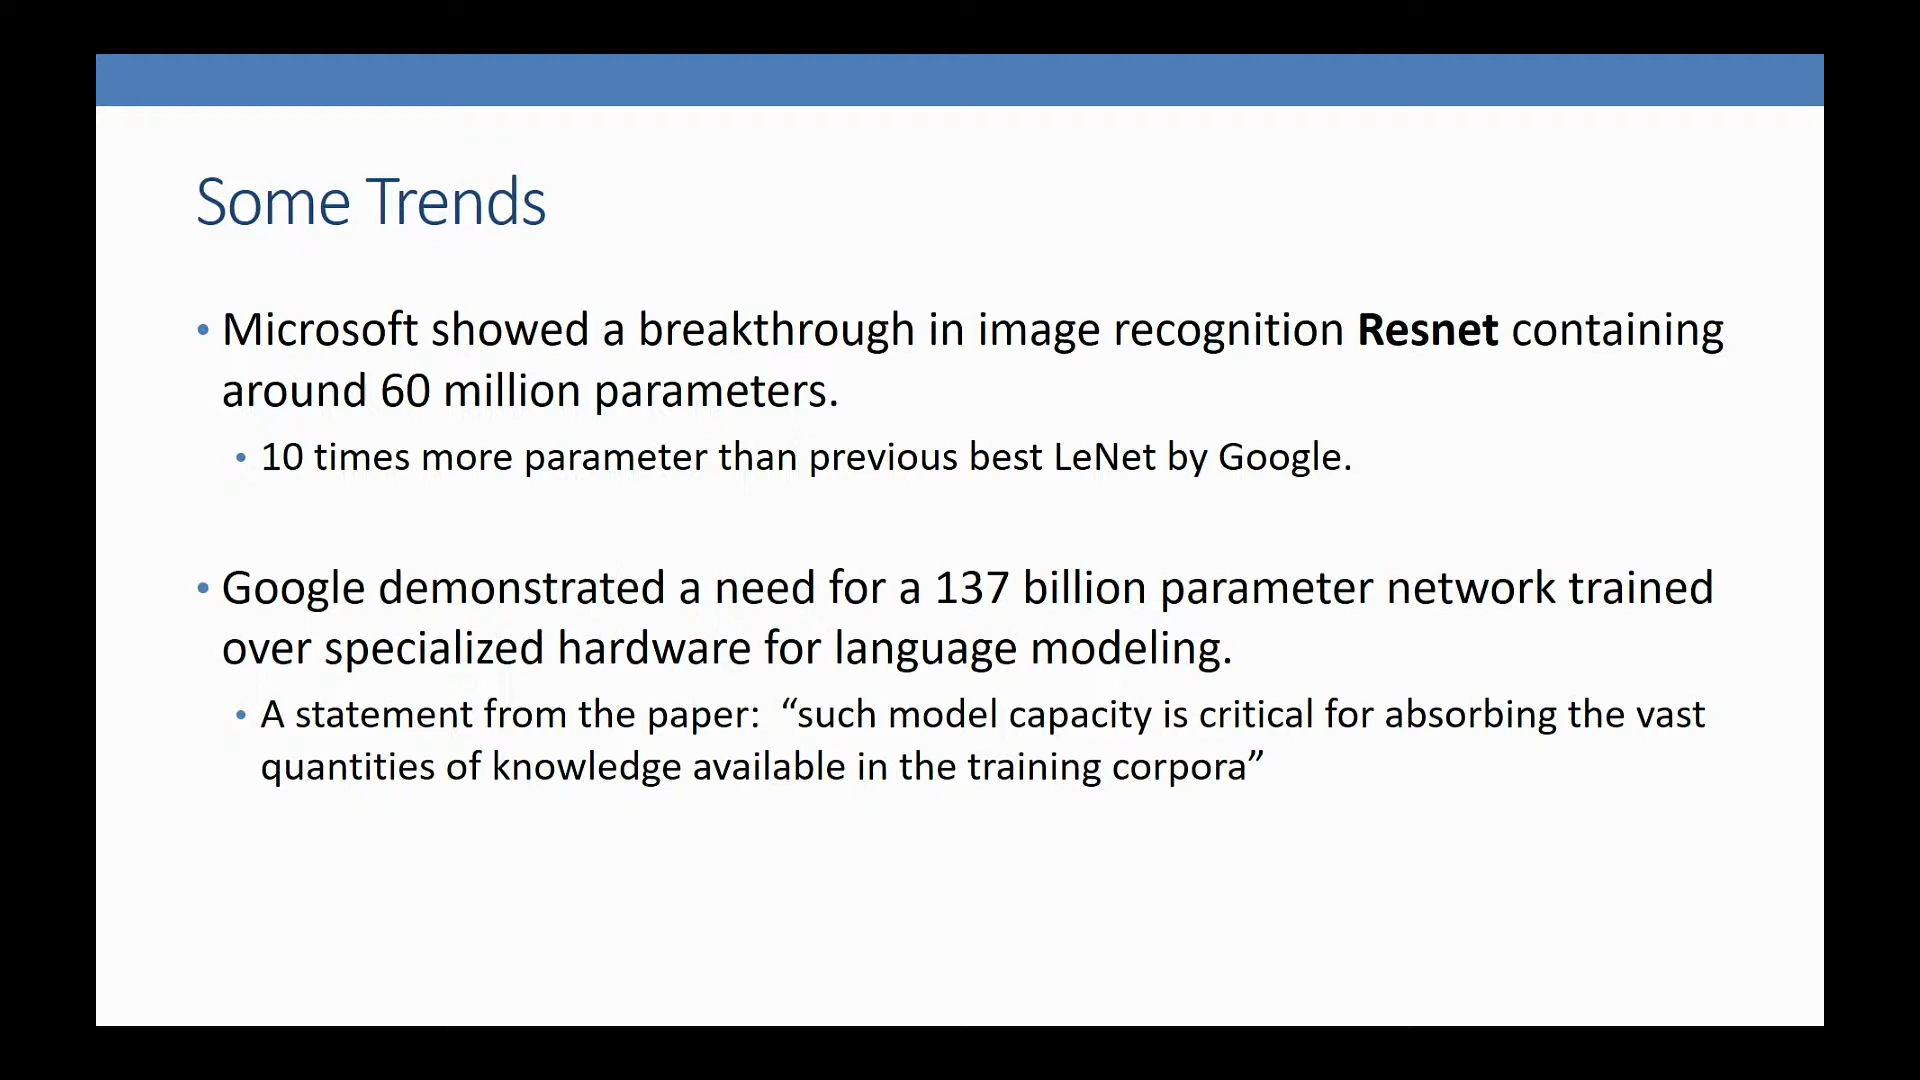 Some Trends
• Microsoft showed a breakthrough in image recognition Resnet containing
around 60 million parameters.
• 10 times more parameter than previous best LeNet by Google.
• Google demonstrated a need for a 137 billion parameter network trained
over specialized hardware for language modeling.
• A statement from the paper:  “such model capacity is critical for absorbing the vast
quantities of knowledge available in the training corpora”